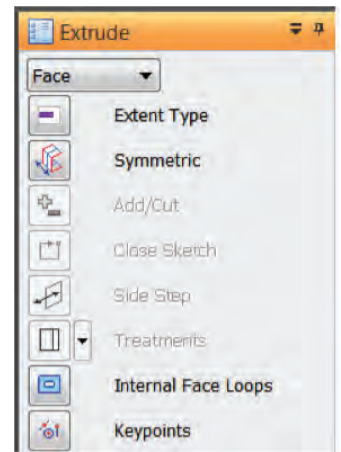 Extrude
Face
Extent Type
Symmetric
Add/Cut
Close Sketch
Side Step
Treatments
Internal Face Loops
Keypoints